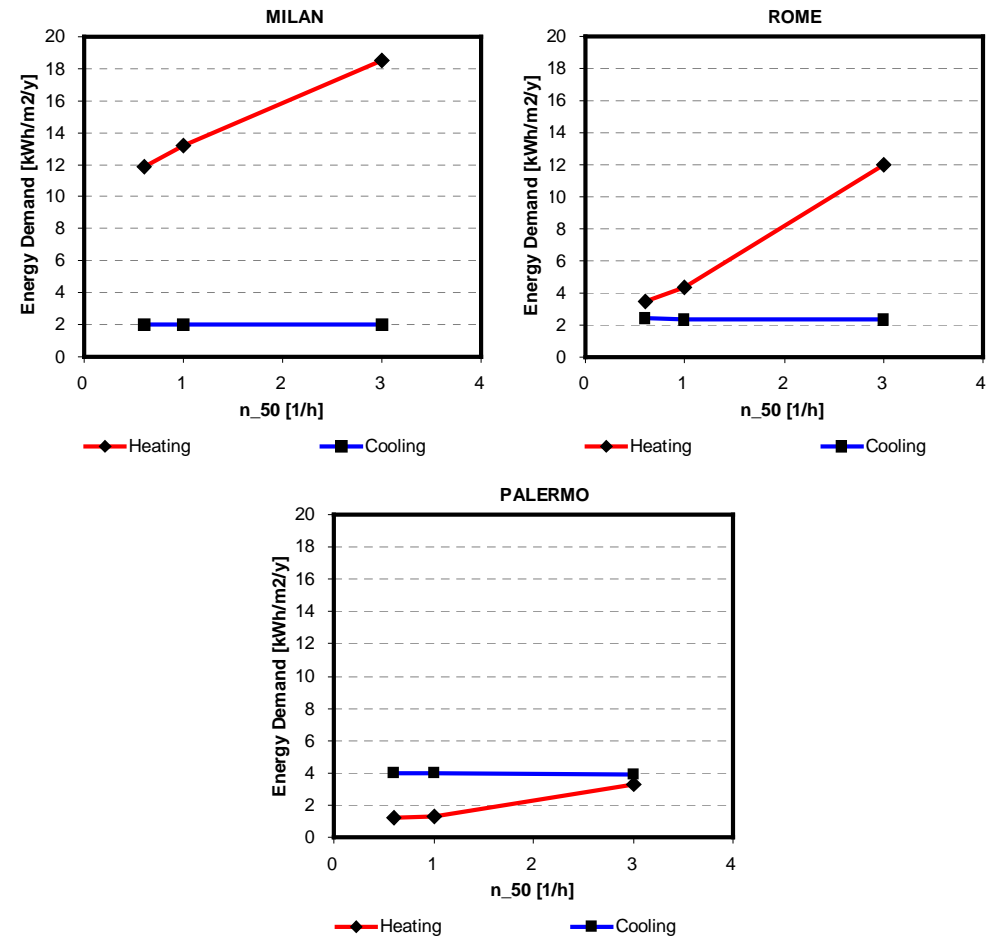 MILAN
Energy Demand [kWh/m2/y]
20
18
16
14
12
10
8
6
4
2
0
0 1 2 3 4
n_50 [1/h]
Heating Cooling
ROME
Energy Demand [kWh/m2/y]
20
18
16
14
12
10
8
6
4
2
0
0 1 2 3 4
n_50 [1/h]
Heating Cooling
PALERMO
Energy Demand [kWh/m2/y]
20
18
16
14
12
10
8
6
4
2
0
0 1 2 3 4
n_50 [1/h]
Heating Cooling